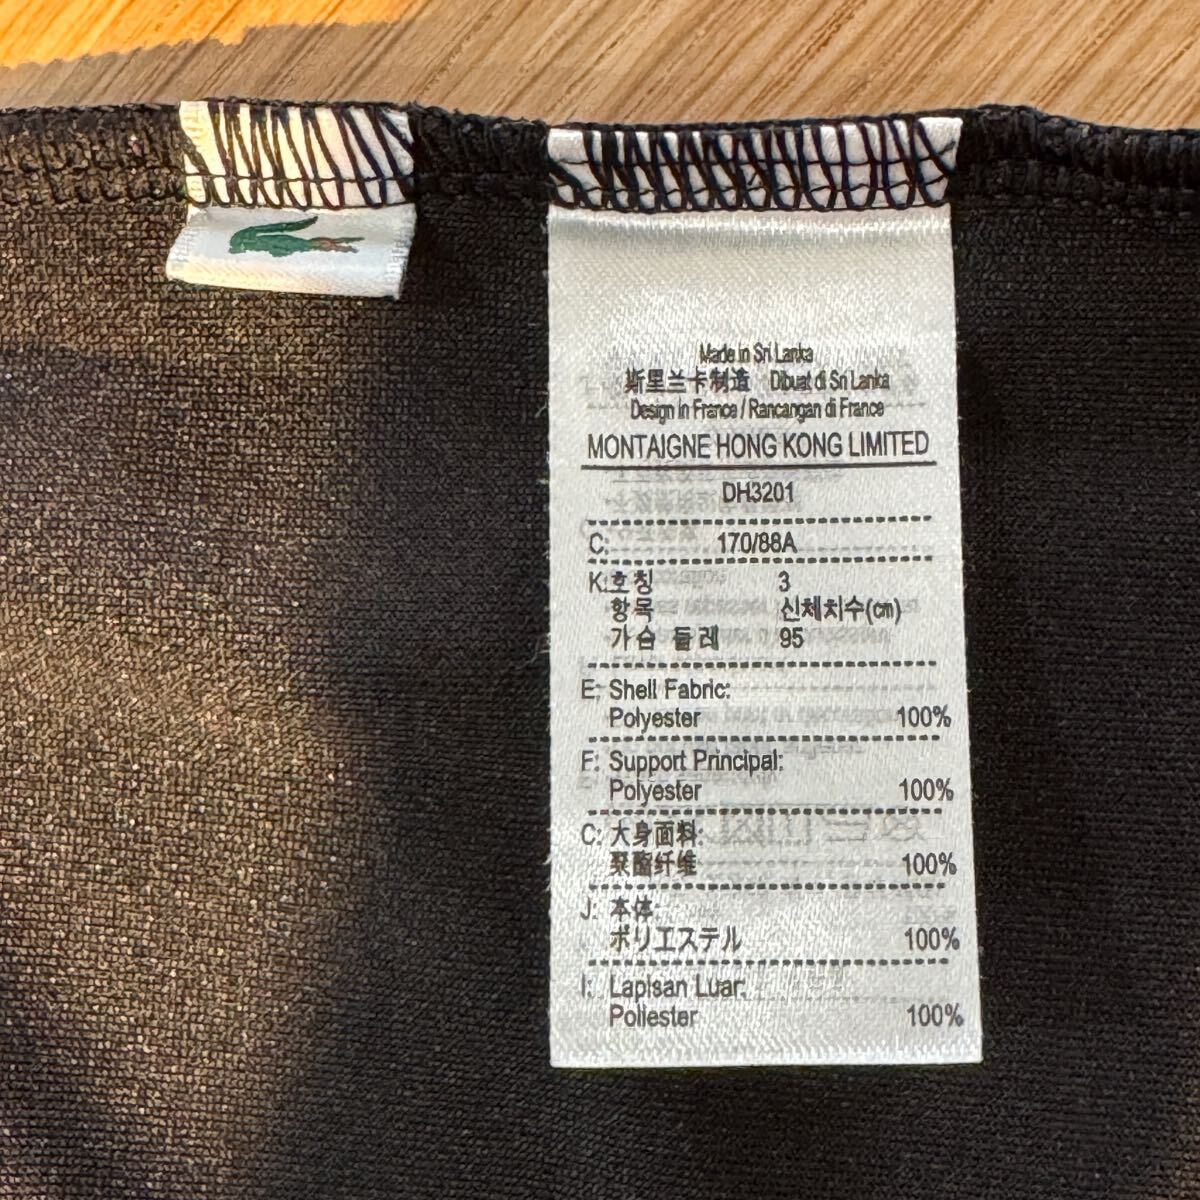 Made in Sri Lanka
斯里兰卡制造 Dibuat di Sri Lanka
Design in France / Rancangan di France
MONTAIGNE HONG KONG LIMITED
DH3201
C: 170/88A
K: 호칭 3
항목 신체치수(cm)
가슴 둘레 95
E: Shell Fabric:
Polyester 100%
F: Support Principal:
Polyester 100%
C: 大身面料:
聚酯纤维 100%
J: 本体:
ポリエステル 100%
I: Lapisan Luar:
Poliester 100%